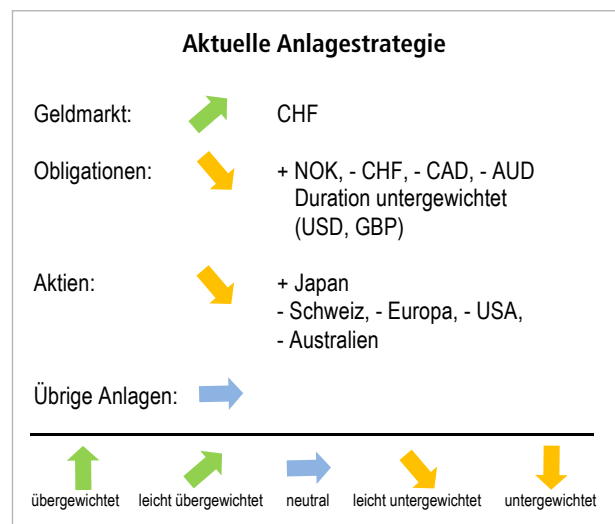 Aktuelle Anlagestrategie
Geldmarkt: CHF
Obligationen: + NOK, - CHF, - CAD, - AUD
Duration untergewichtet
(USD, GBP)
Aktien: + Japan
- Schweiz, - Europa, - USA,
- Australien
Übrige Anlagen:
übergewichtet leicht übergewichtet neutral leicht untergewichtet untergewichtet